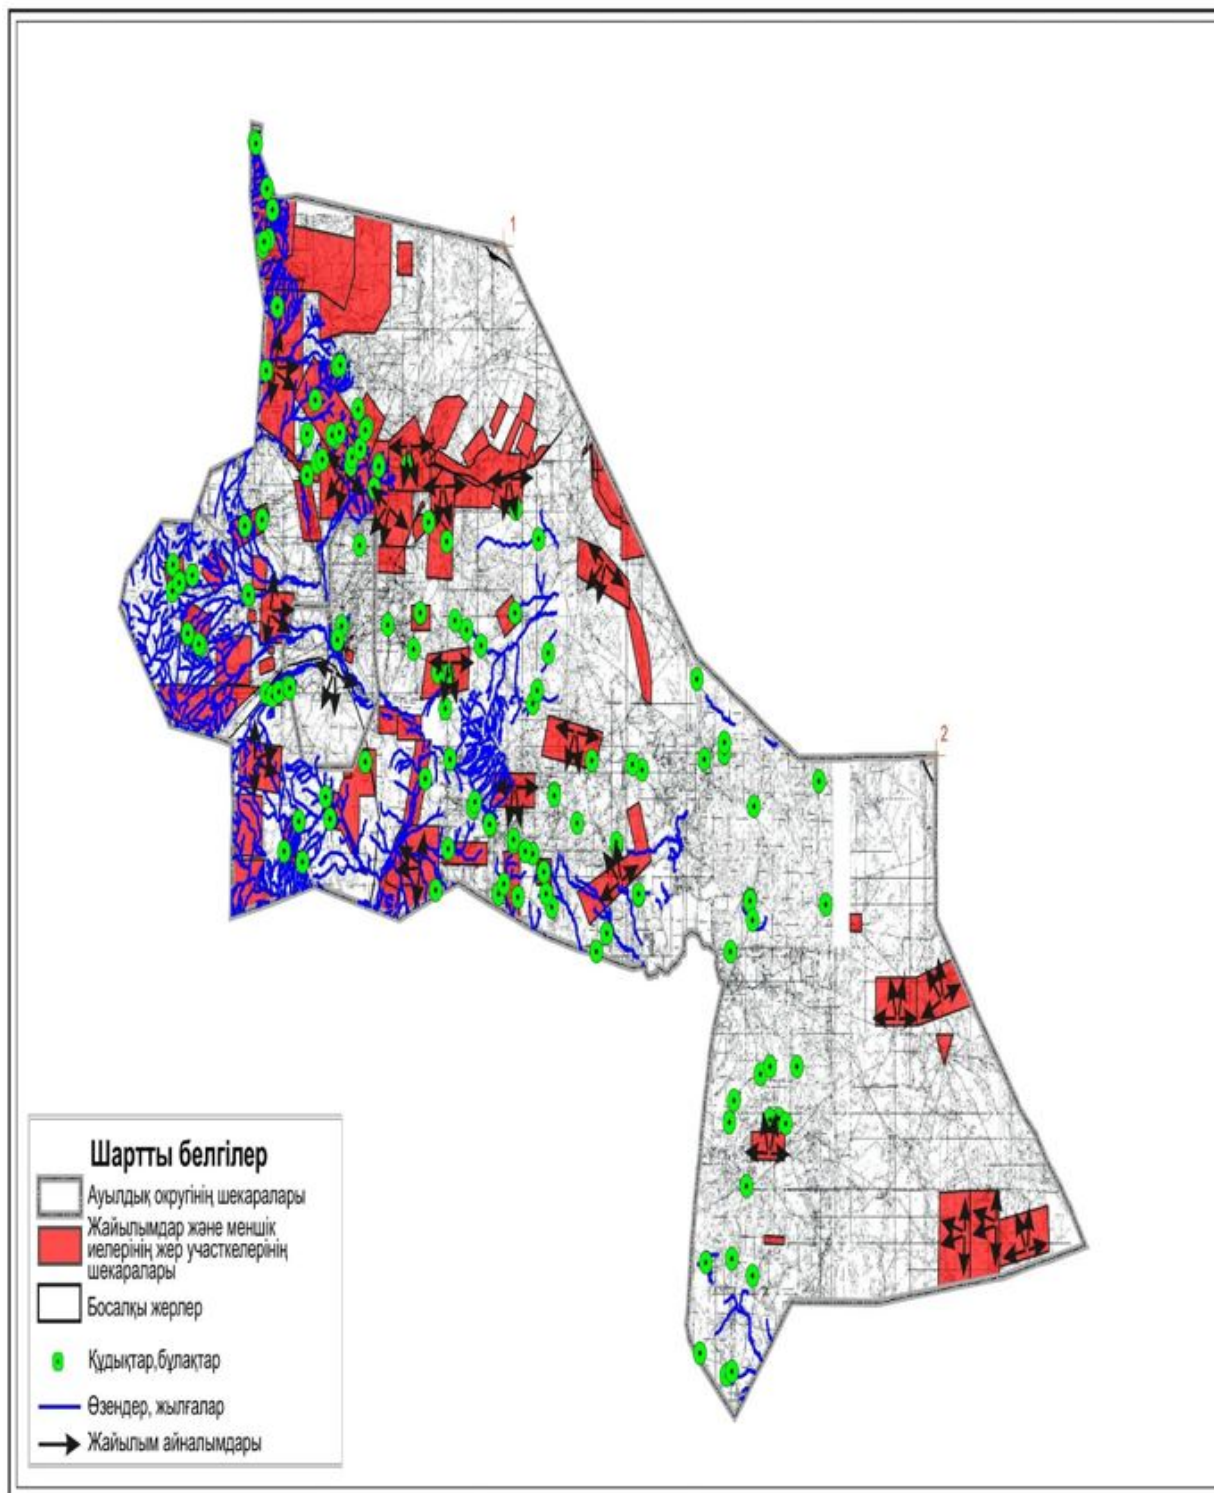 1
2
Шартты белгілер
Ауылдық округінің шекаралары
Жайылымдар және меншік
иелерінің жер участкелерінің
шекаралары
Босалқы жерлер
Құдықтар,бұлақтар
Өзендер, жылғалар
Жайылым айналымдары